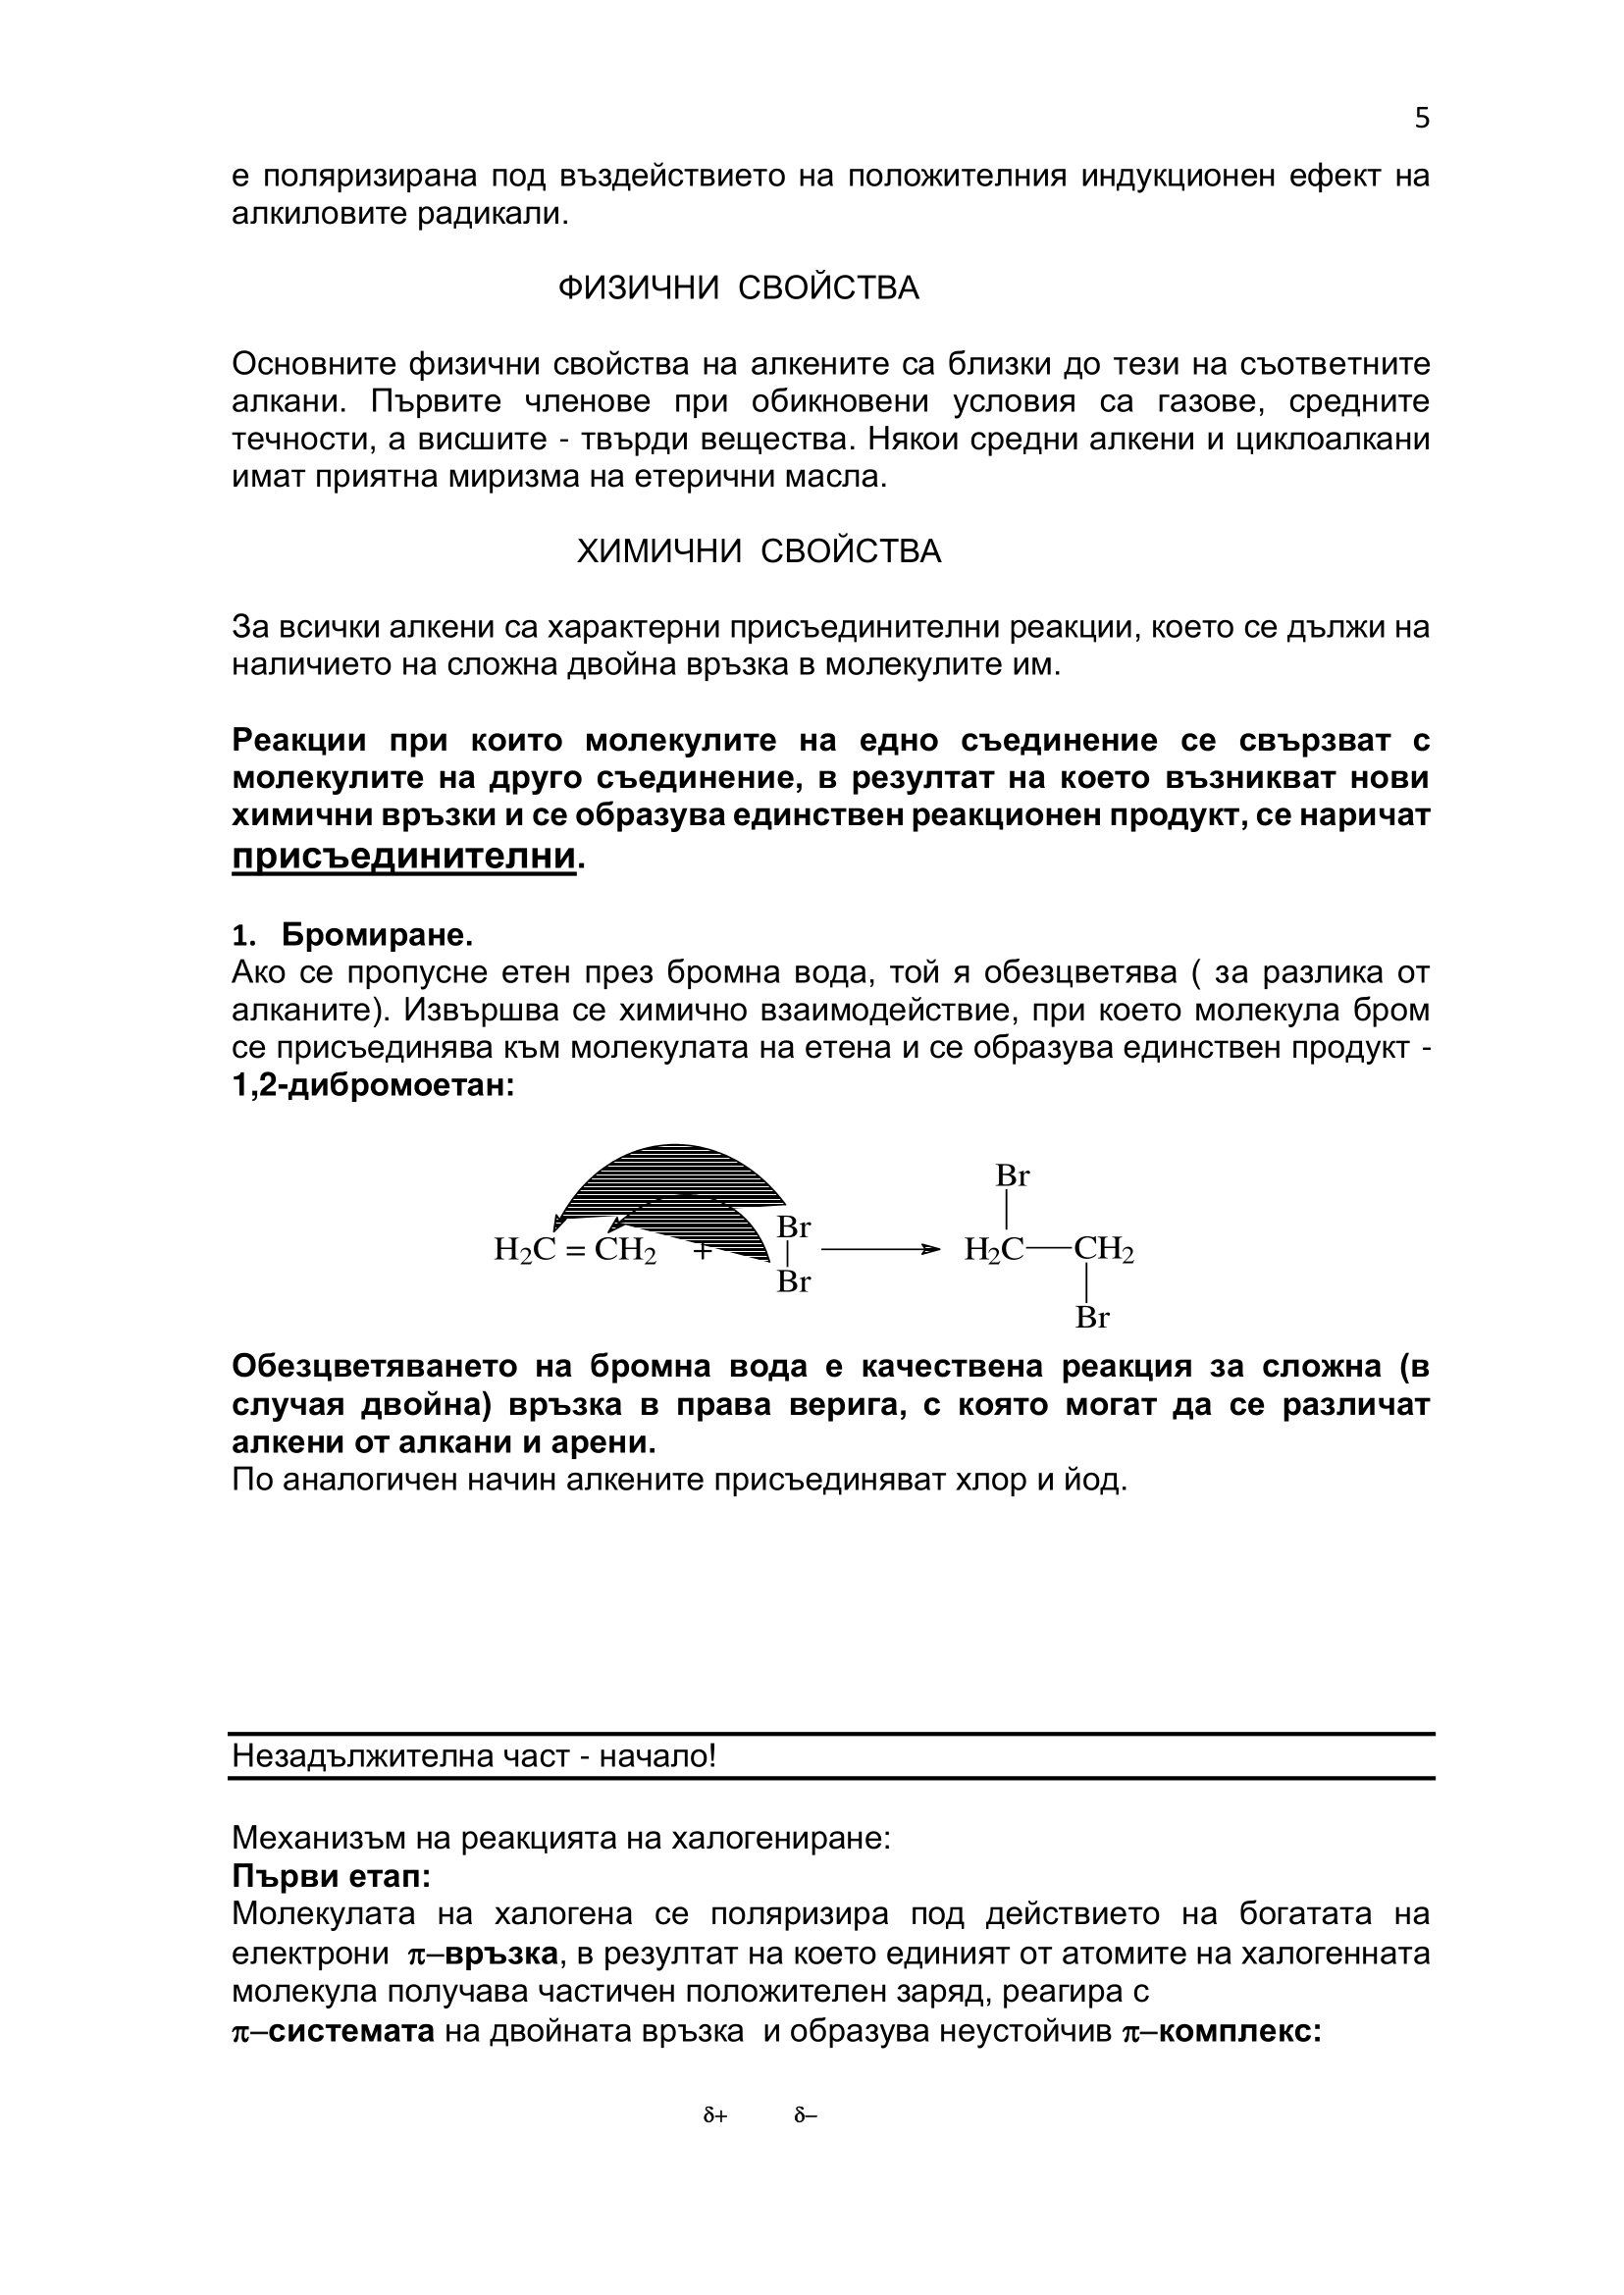 5
е поляризирана под въздействието на положителния индукционен ефект на
алкиловите радикали.
ФИЗИЧНИ СВОЙСТВА
Основните физични свойства на алкените са близки до тези на съответните
алкани. Първите членове при обикновени условия са газове, средните
течности, а висшите - твърди вещества. Някои средни алкени и циклоалкани
имат приятна миризма на етерични масла.
ХИМИЧНИ СВОЙСТВА
За всички алкени са характерни присъединителни реакции, което се дължи на
наличието на сложна двойна връзка в молекулите им.
Реакции при които молекулите на едно съединение се свързват с
молекулите на друго съединение, в резултат на което възникват нови
химични връзки и се образува единствен реакционен продукт, се наричат
присъединителни.
1. Бромиране.
Ако се пропусне етен през бромна вода, той я обезцветява ( за разлика от
алканите). Извършва се химично взаимодействие, при което молекула бром
се присъединява към молекулата на етена и се образува единствен продукт -
1,2-дибромоетан:
Br
Br
H2C = CH2 + H2C CH2
Br
Br
Обезцветяването на бромна вода е качествена реакция за сложна (в
случая двойна) връзка в права верига, с която могат да се различат
алкени от алкани и арени.
По аналогичен начин алкените присъединяват хлор и йод.
Незадължителна част - начало!
Механизъм на реакцията на халогениране:
Първи етап:
Молекулата на халогена се поляризира под действието на богатата на
електрони π–връзка, в резултат на което единият от атомите на халогенната
молекула получава частичен положителен заряд, реагира с
π–системата на двойната връзка и образува неустойчив π–комплекс:
δ+ δ–